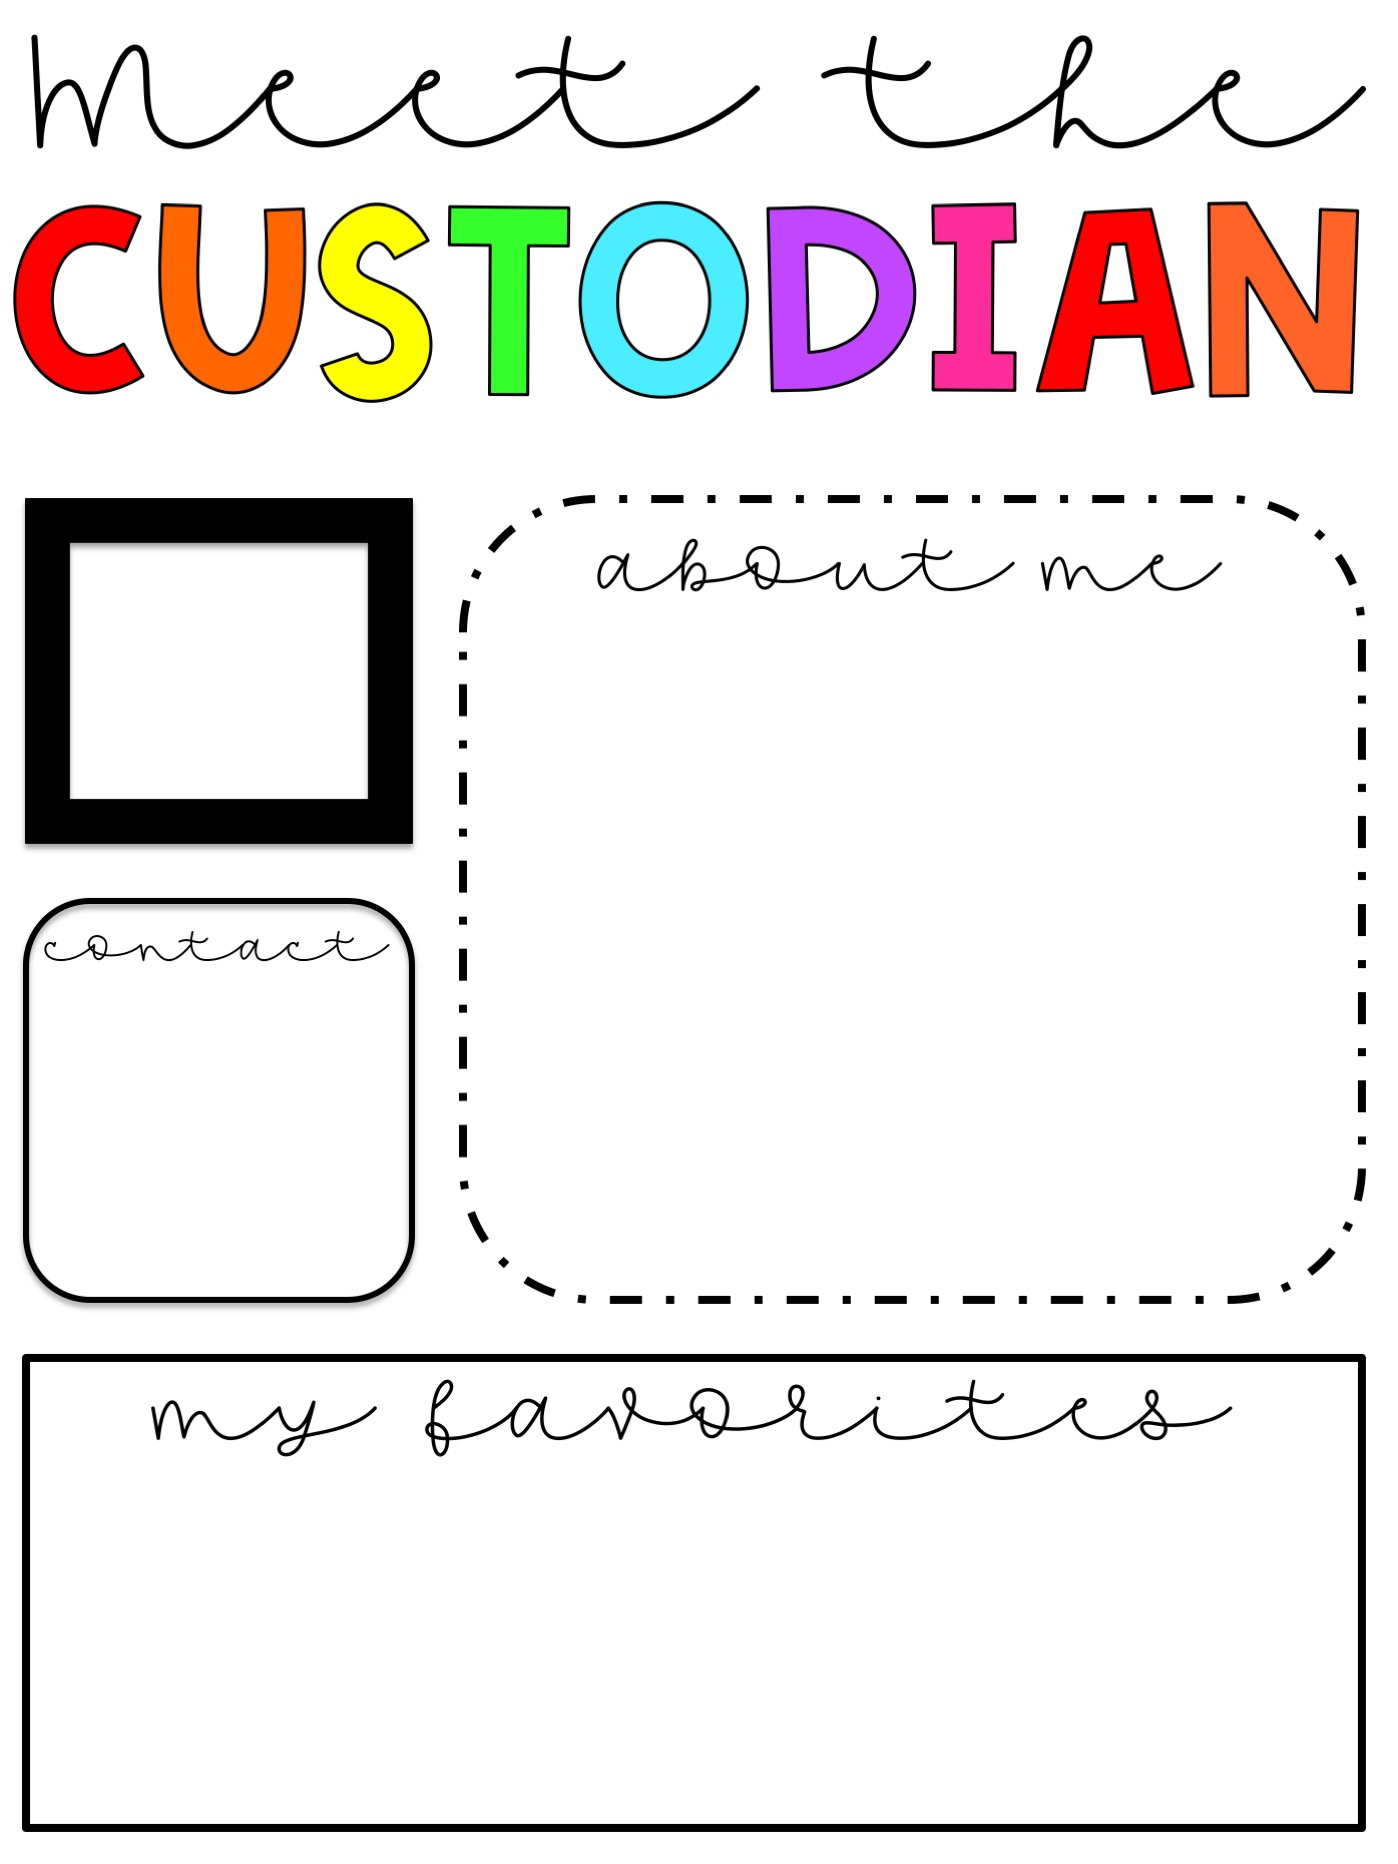 Meet the
CUSTODIAN
about me
contact
my favorites